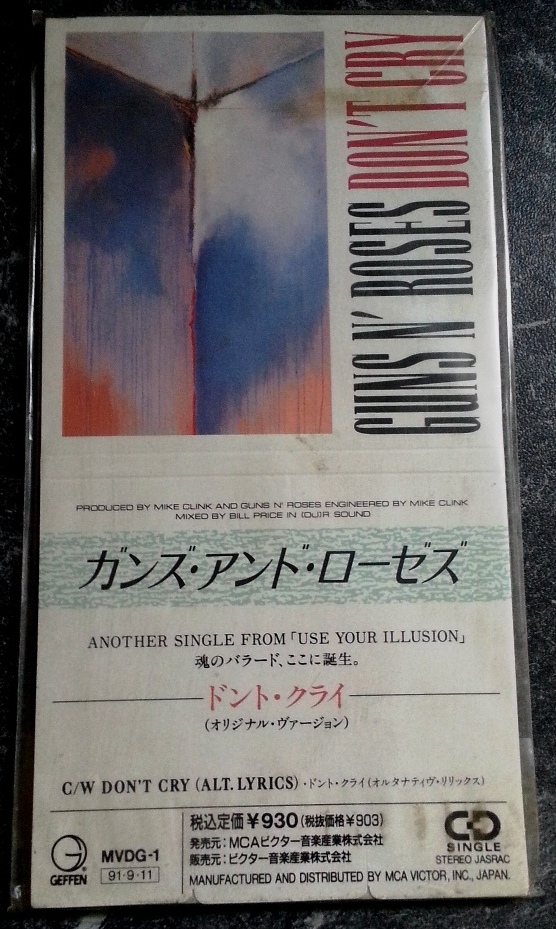 GUNS N' ROSES DON'T CRY
PRODUCED BY MIKE CLINK AND GUNS N' ROSES ENGINEERED BY MIKE CLINK
MIXED BY BILL PRICE IN (OU)R SOUND
ガンズ・アンド・ローゼズ
ANOTHER SINGLE FROM「USE YOUR ILLUSION」
魂のバラード、ここに誕生。
ドント・クライ
(オリジナル・ヴァージョン)
C/W DON'T CRY (ALT. LYRICS)・ドント・クライ(オルタナティヴ・リリックス)
GEFFEN
MVDG-1
91·9·11
税込定価¥930(税抜価格¥903)
発売元:MCAビクター音楽産業株式会社
販売元:ビクター音楽産業株式会社
MANUFACTURED AND DISTRIBUTED BY MCA VICTOR, INC., JAPAN.
CD
SINGLE
STEREO JASRAC